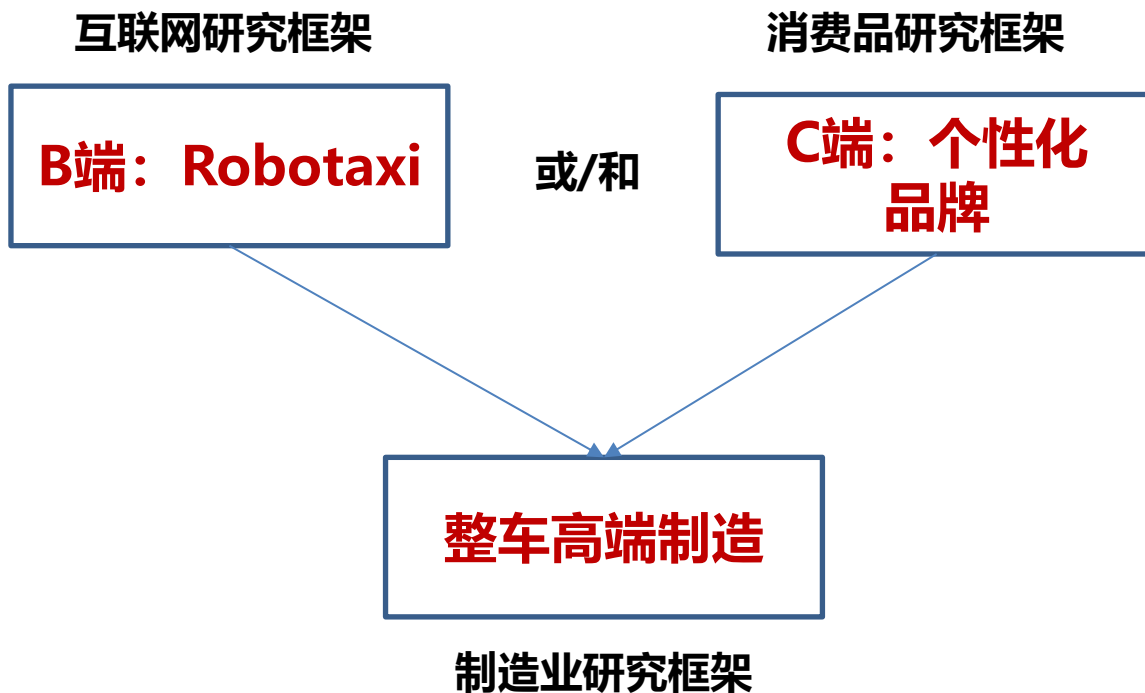 互联网研究框架
消费品研究框架
B端：Robotaxi
或/和
C端：个性化
品牌
整车高端制造
制造业研究框架